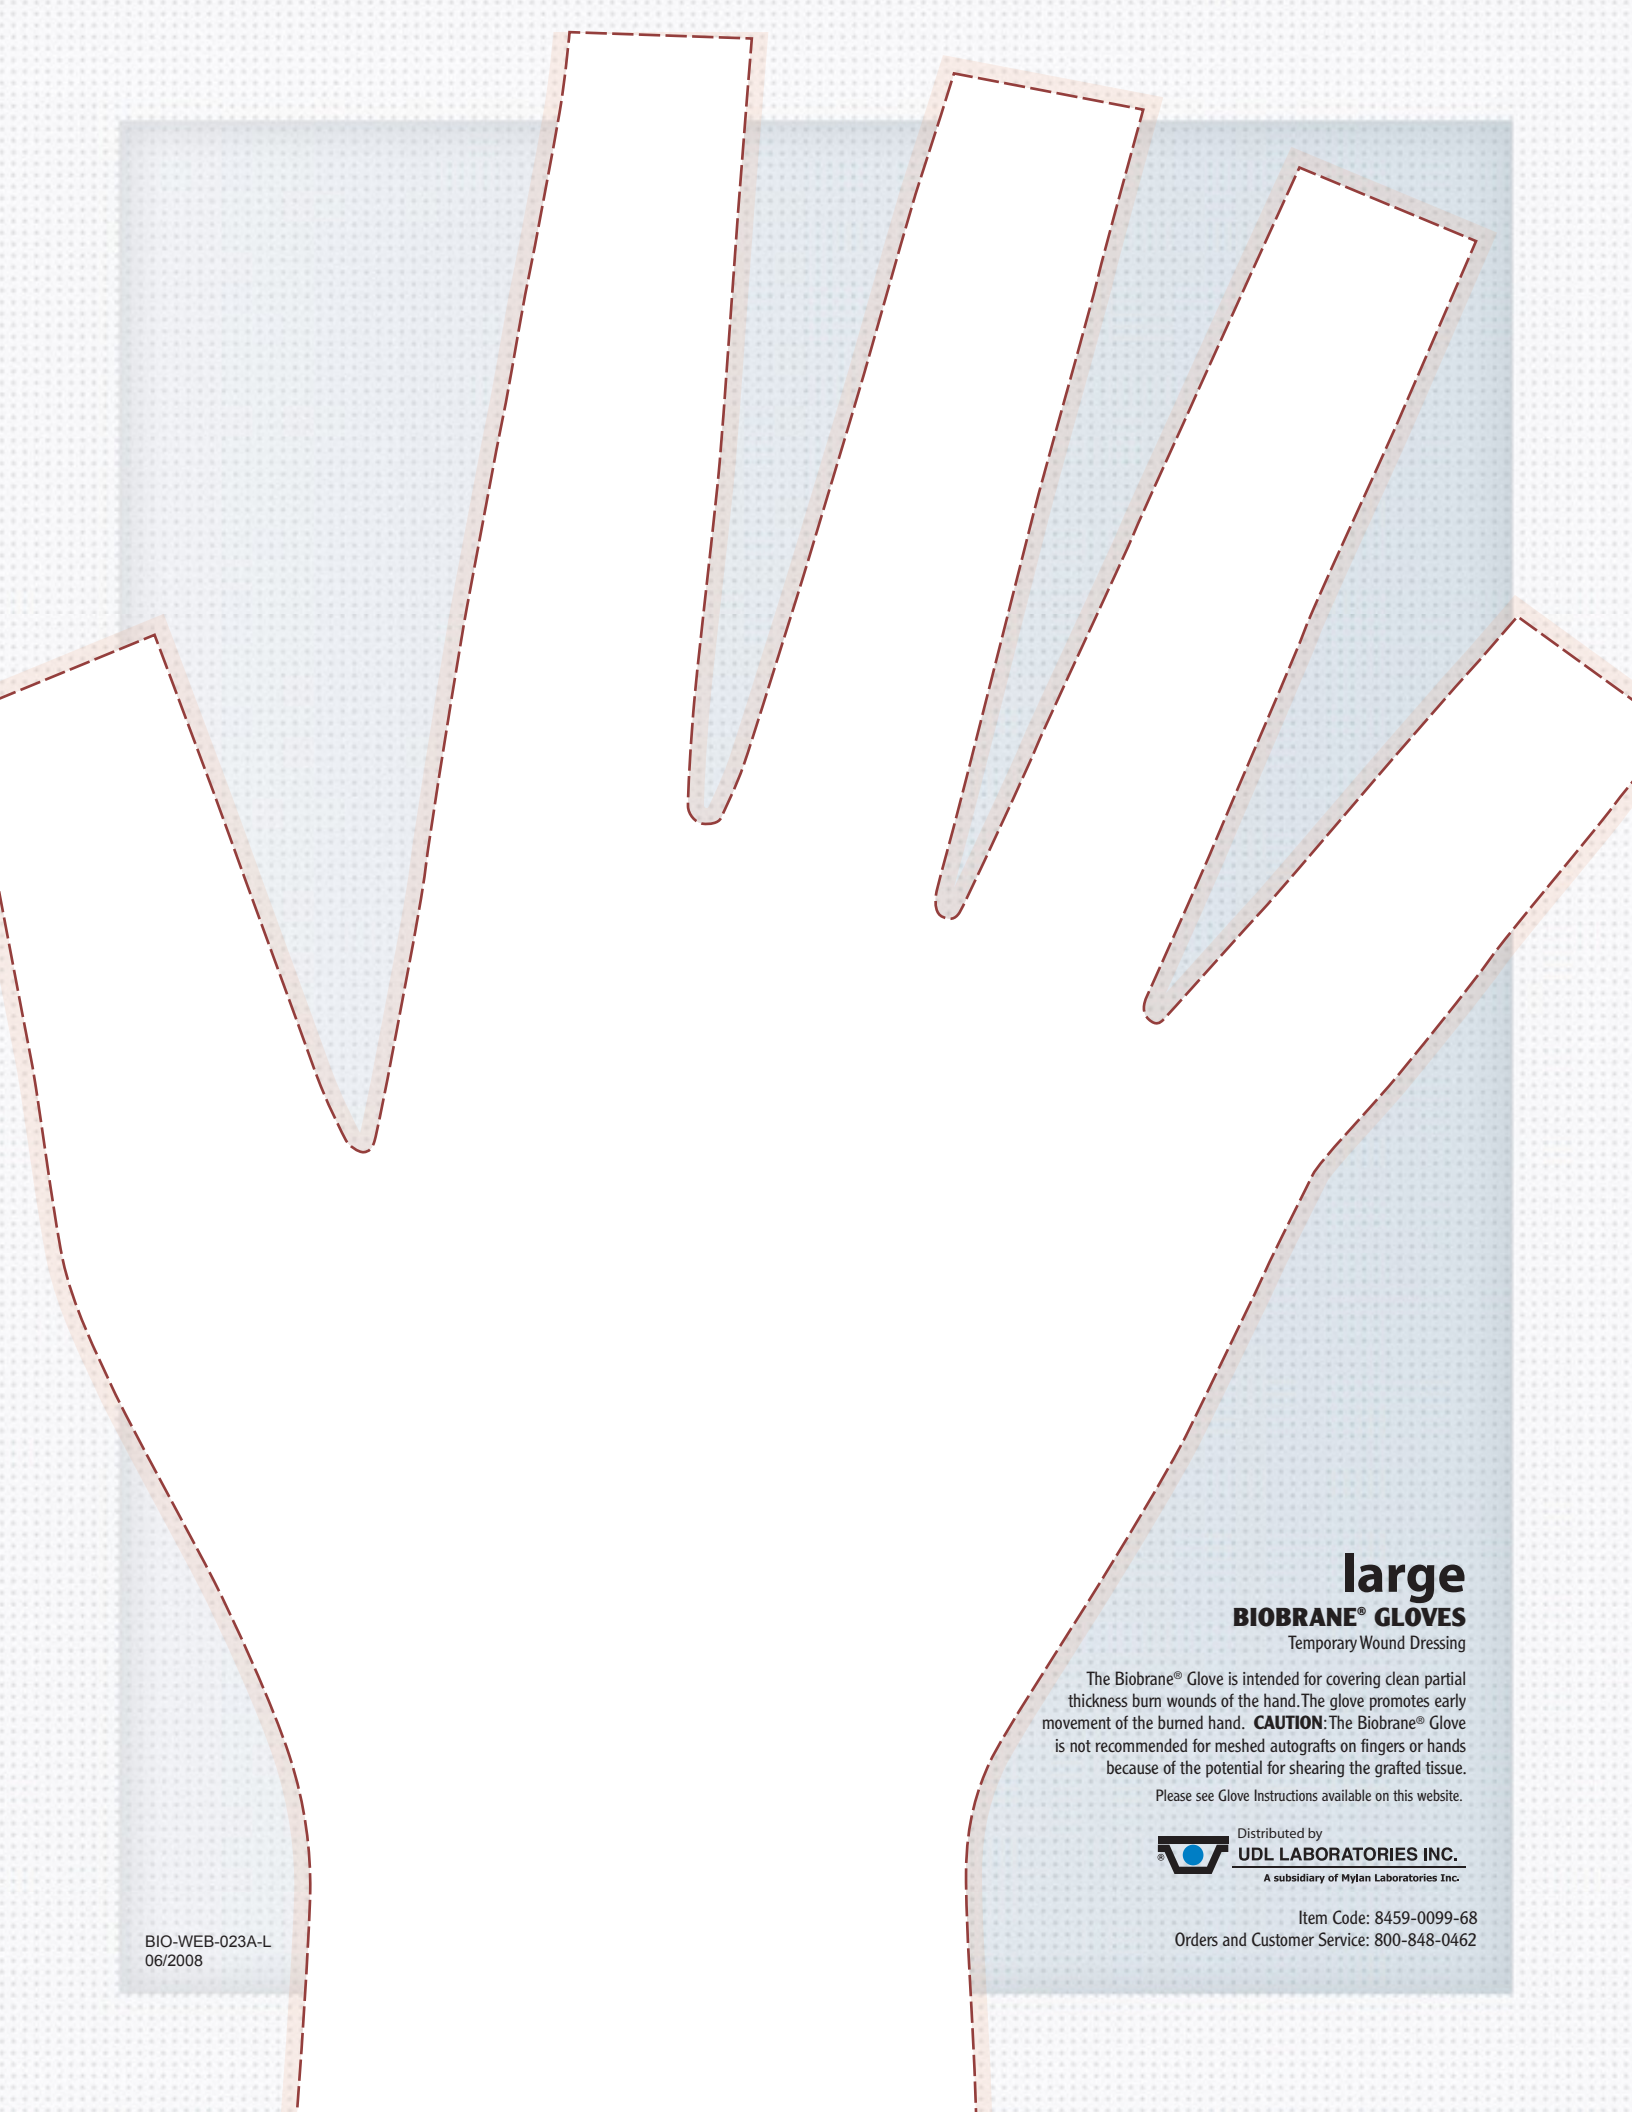 large
BIOBRANE® GLOVES
Temporary Wound Dressing
The Biobrane® Glove is intended for covering clean partial
thickness burn wounds of the hand. The glove promotes early
movement of the burned hand. CAUTION: The Biobrane® Glove
is not recommended for meshed autografts on fingers or hands
because of the potential for shearing the grafted tissue.
Please see Glove Instructions available on this website.
Distributed by
® UDL LABORATORIES INC.
A subsidiary of Mylan Laboratories Inc.
Item Code: 8459-0099-68
Orders and Customer Service: 800-848-0462
BIO-WEB-023A-L
06/2008